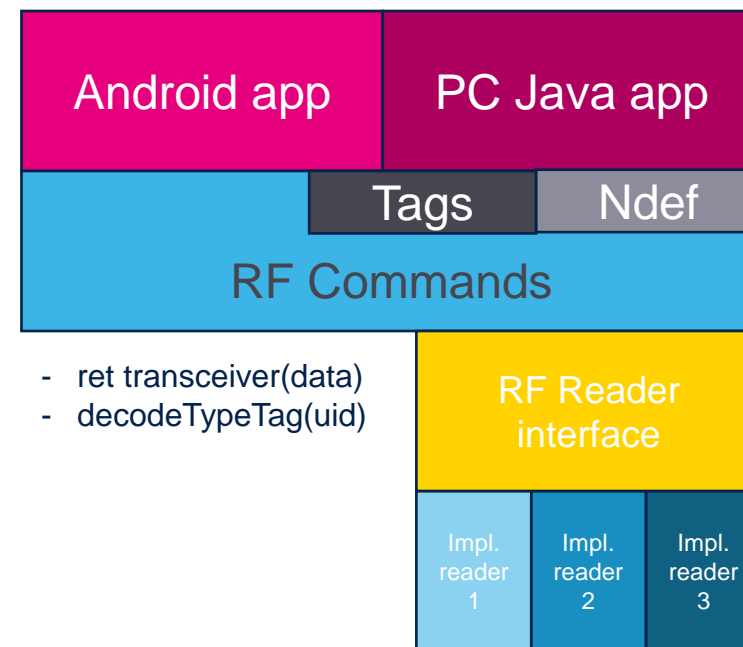 Android app
PC Java app
Tags
Ndef
RF Commands
- ret transceiver(data)
- decodeTypeTag(uid)
RF Reader
interface
Impl.
reader
1
Impl.
reader
2
Impl.
reader
3